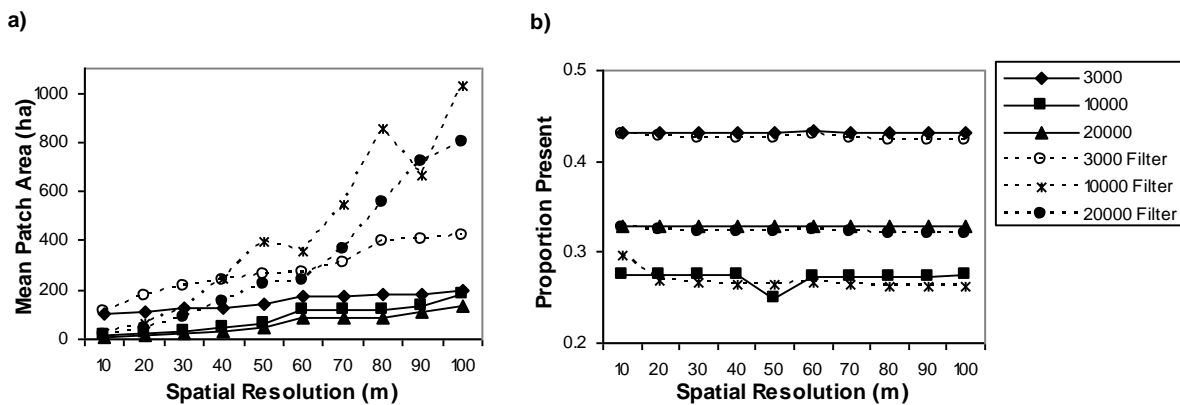 a)
Mean Patch Area (ha)
1000
800
600
400
200
0
10 20 30 40 50 60 70 80 90 100
Spatial Resolution (m)
b)
Proportion Present
0.5
0.4
0.3
0.2
10 20 30 40 50 60 70 80 90 100
Spatial Resolution (m)
3000
10000
20000
3000 Filter
10000 Filter
20000 Filter